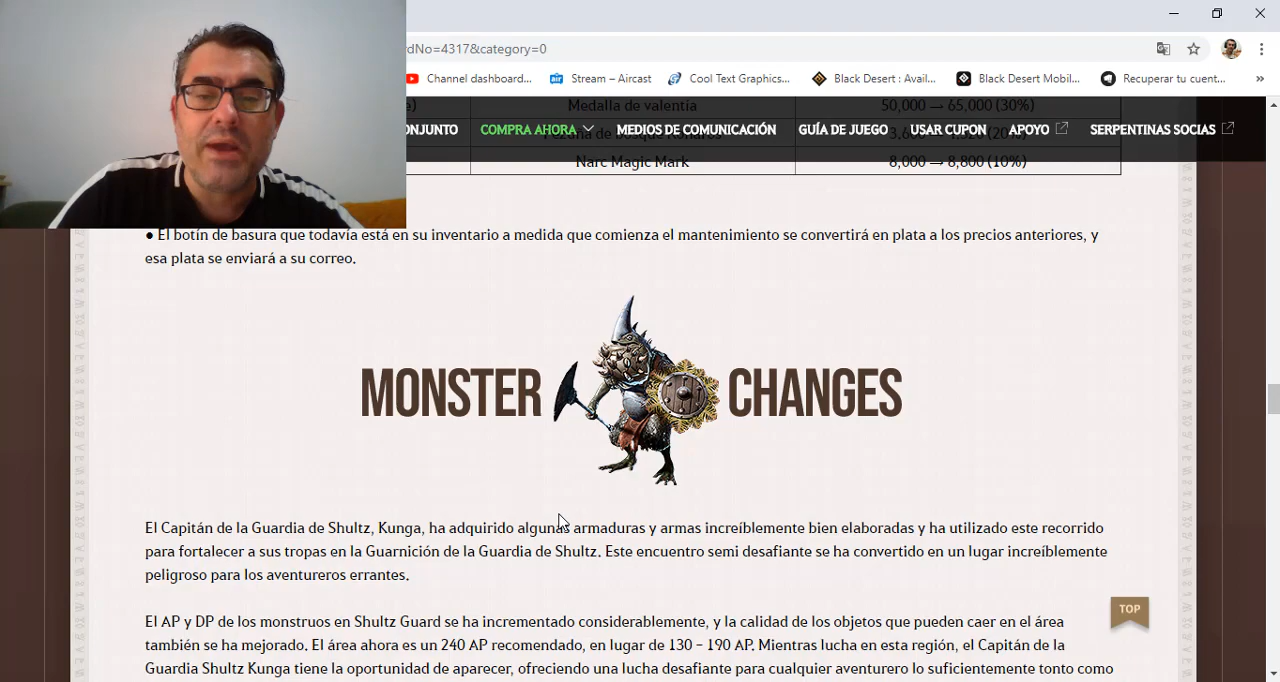 rdNo=4317&category=0
Channel dashboard... Stream – Aircast Cool Text Graphics... Black Desert : Avail... Black Desert Mobil... Recuperar tu cuent... »
Medalla de valentía 50,000 → 65,000 (30%)
ONJUNTO COMPRA AHORA MEDIOS DE COMUNICACIÓN GUÍA DE JUEGO USAR CUPON APOYO SERPENTINAS SOCIAS
Narc Magic Mark 8,000 → 8,800 (10%)
● El botín de basura que todavía está en su inventario a medida que comienza el mantenimiento se convertirá en plata a los precios anteriores, y
esa plata se enviará a su correo.
MONSTER CHANGES
El Capitán de la Guardia de Shultz, Kunga, ha adquirido algunas armaduras y armas increíblemente bien elaboradas y ha utilizado este recorrido
para fortalecer a sus tropas en la Guarnición de la Guardia de Shultz. Este encuentro semi desafiante se ha convertido en un lugar increíblemente
peligroso para los aventureros errantes.
TOP
El AP y DP de los monstruos en Shultz Guard se ha incrementado considerablemente, y la calidad de los objetos que pueden caer en el área
también se ha mejorado. El área ahora es un 240 AP recomendado, en lugar de 130 – 190 AP. Mientras lucha en esta región, el Capitán de la
Guardia Shultz Kunga tiene la oportunidad de aparecer, ofreciendo una lucha desafiante para cualquier aventurero lo suficientemente tonto como